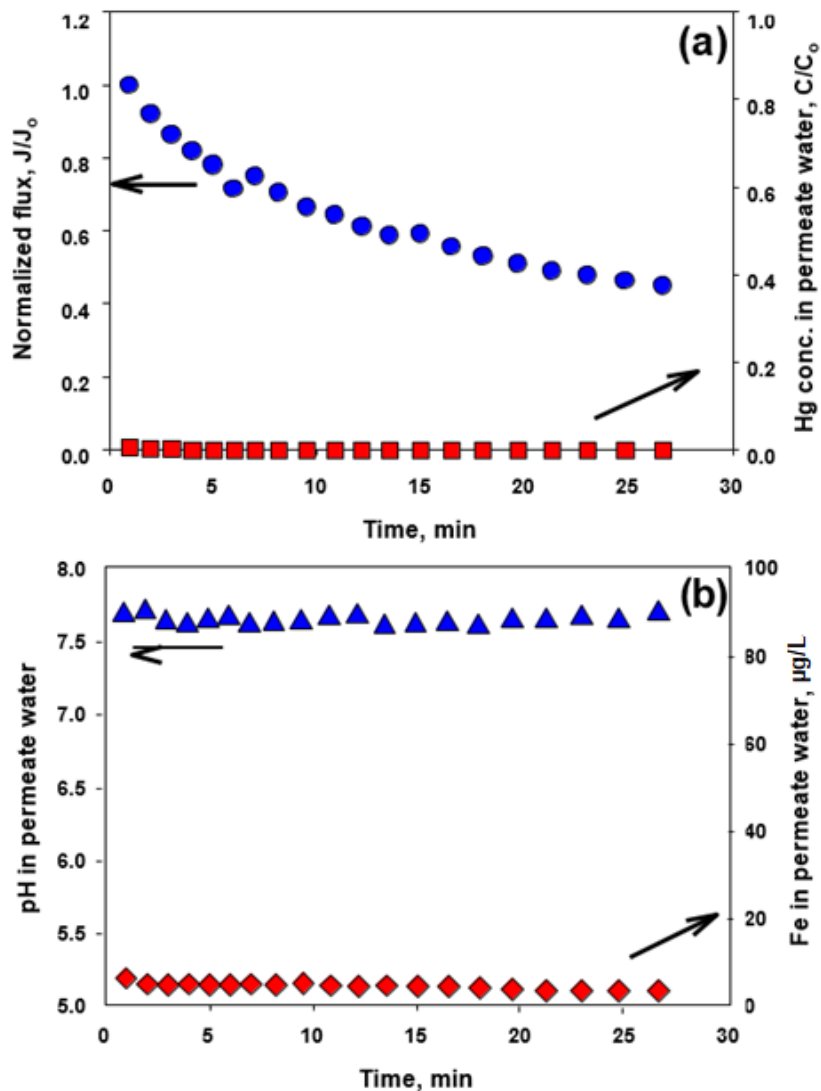 (a)
Normalized flux, J/Jₒ
1.2
1.0
0.8
0.6
0.4
0.2
0.0
Hg conc. in permeate water, C/Cₒ
1.0
0.8
0.6
0.4
0.2
0.0
0 5 10 15 20 25 30
Time, min
(b)
pH in permeate water
8.0
7.5
7.0
6.5
6.0
5.5
5.0
Fe in permeate water, µg/L
100
80
60
40
20
0
0 5 10 15 20 25 30
Time, min